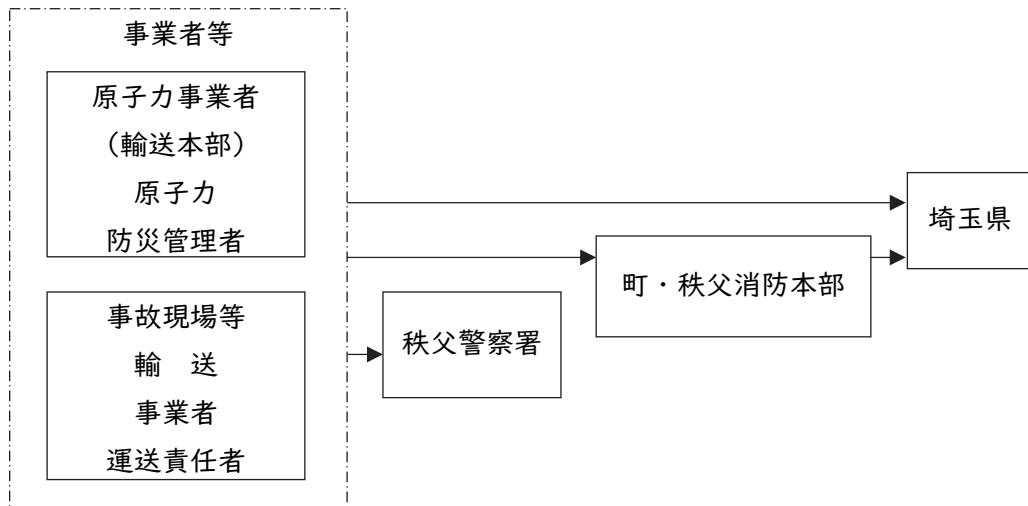 事業者等
原子力事業者
（輸送本部）
原子力
防災管理者
事故現場等
輸　送
事業者
運送責任者
秩父警察署
町・秩父消防本部
埼玉県